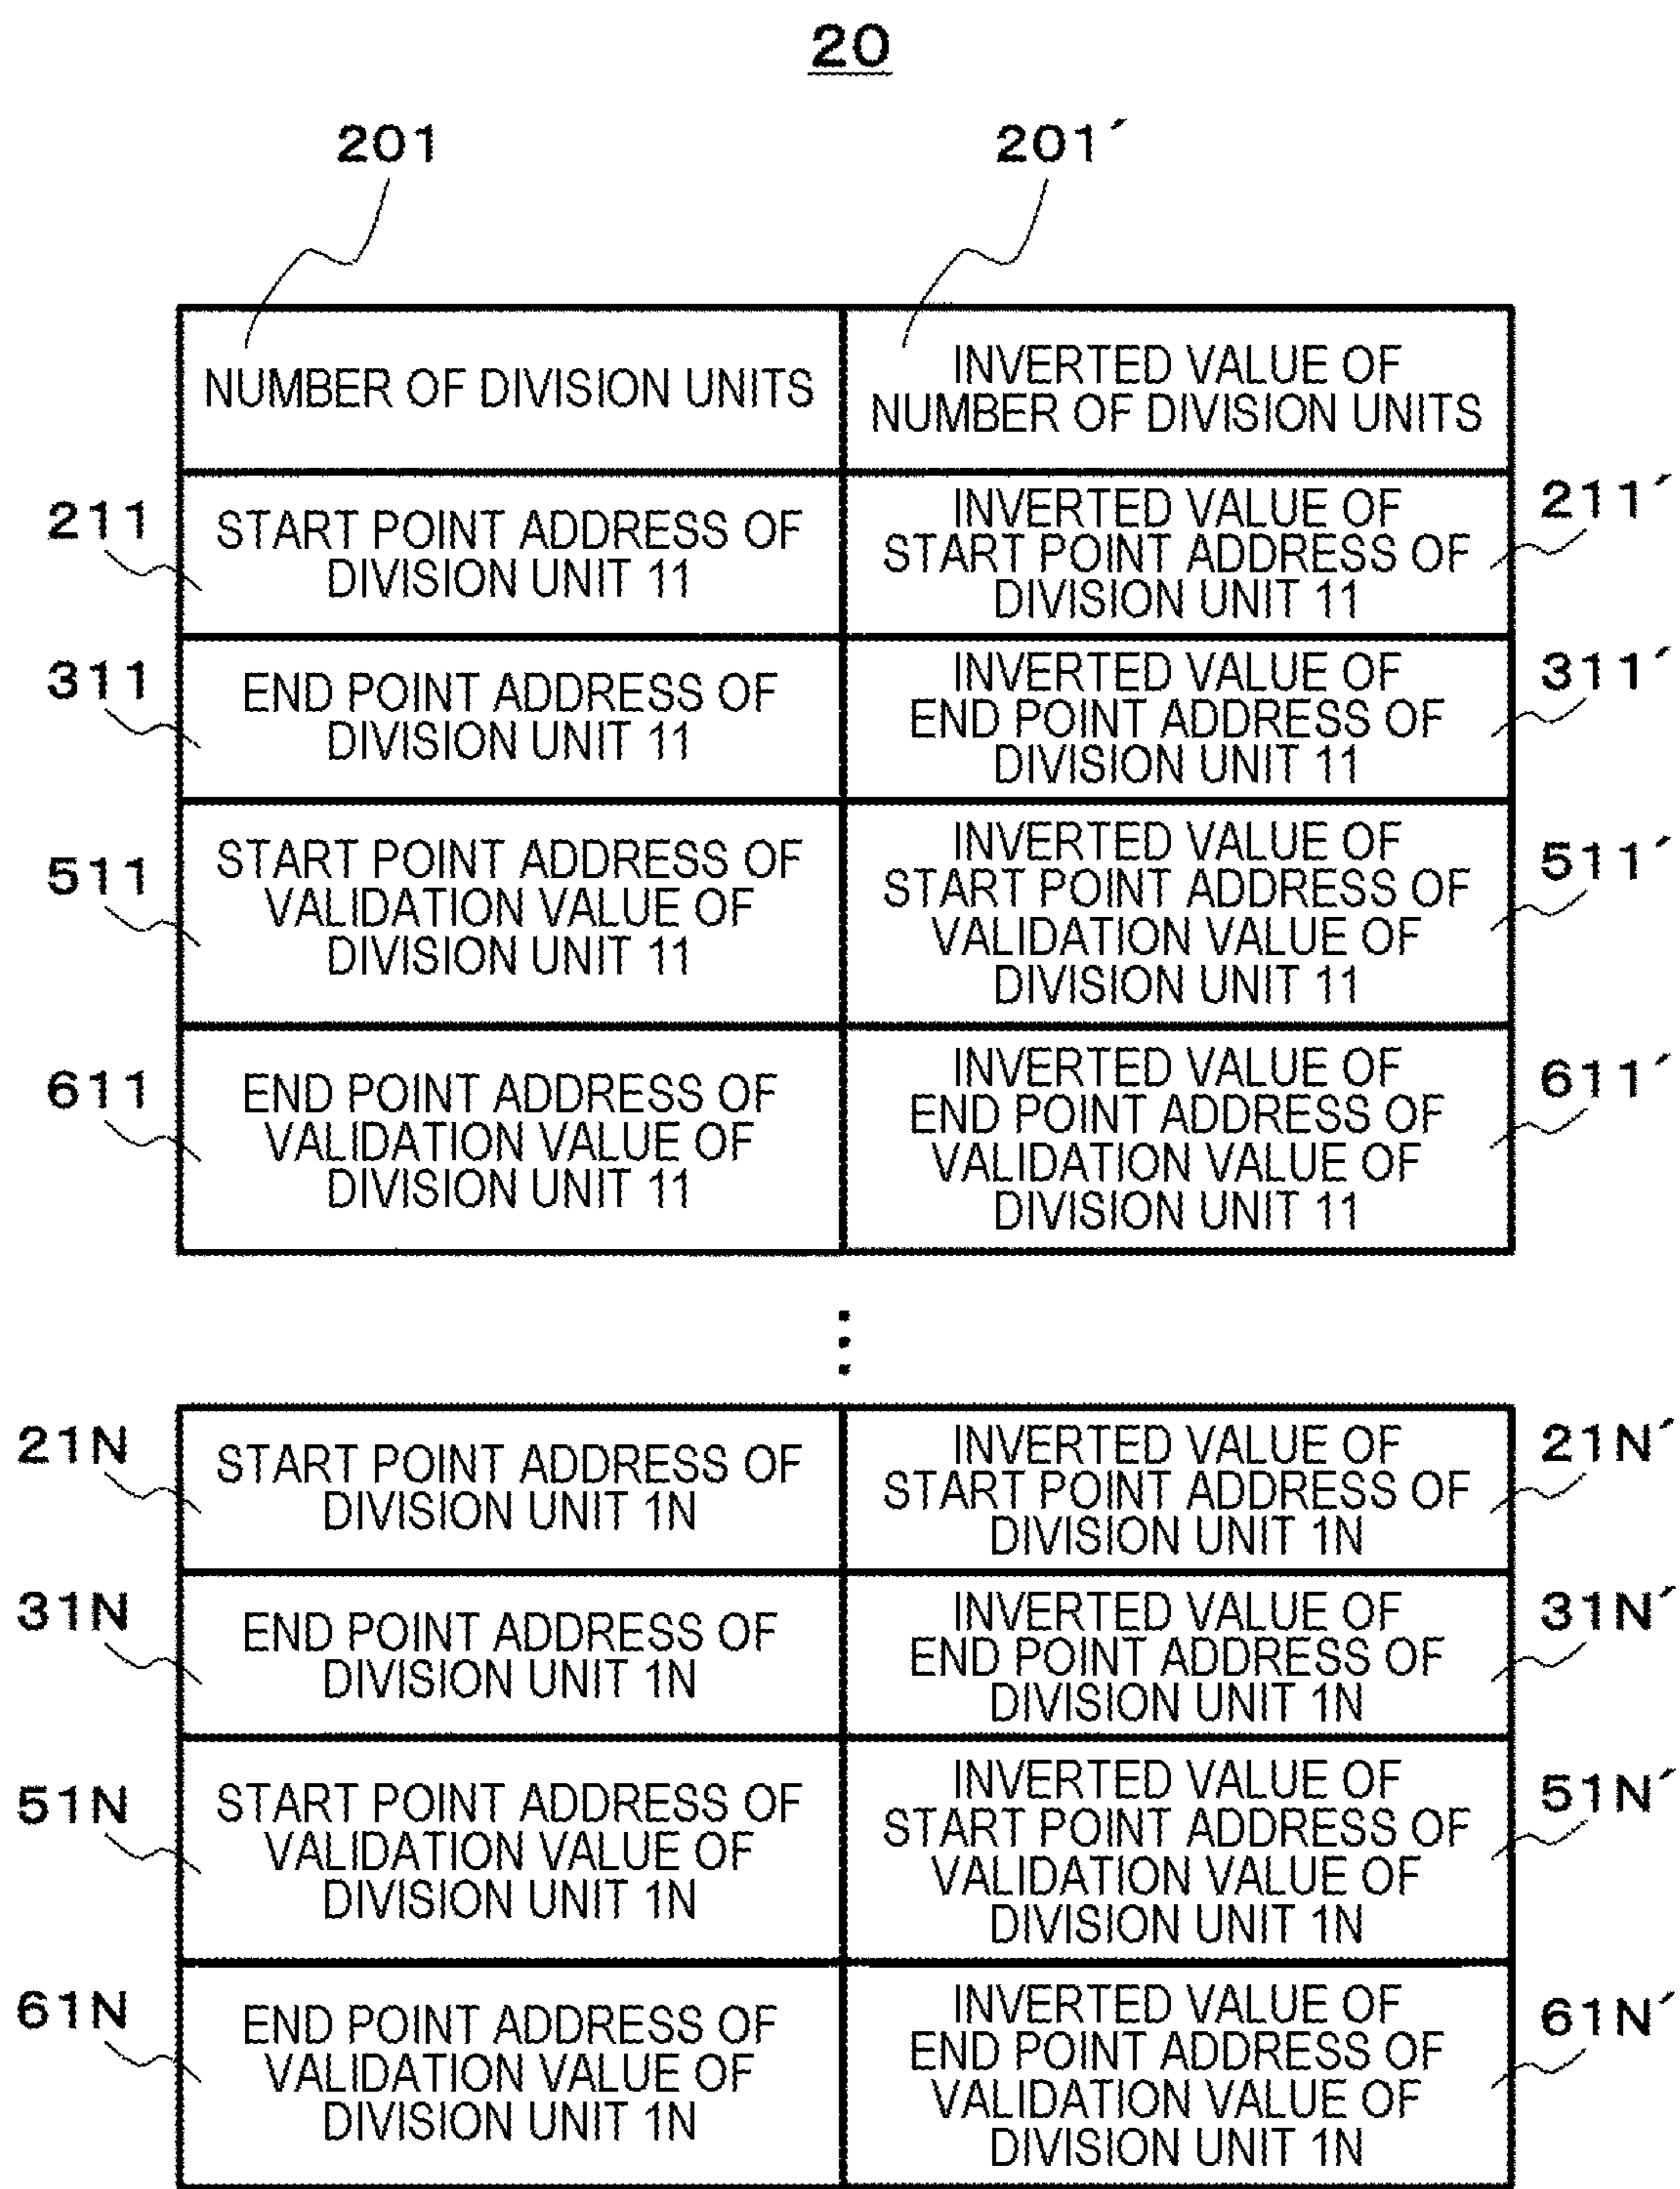 20
201
201´
NUMBER OF DIVISION UNITS
INVERTED VALUE OF
NUMBER OF DIVISION UNITS
211
START POINT ADDRESS OF
DIVISION UNIT 11
INVERTED VALUE OF
START POINT ADDRESS OF
DIVISION UNIT 11
211´
311
END POINT ADDRESS OF
DIVISION UNIT 11
INVERTED VALUE OF
END POINT ADDRESS OF
DIVISION UNIT 11
311´
511
START POINT ADDRESS OF
VALIDATION VALUE OF
DIVISION UNIT 11
INVERTED VALUE OF
START POINT ADDRESS OF
VALIDATION VALUE OF
DIVISION UNIT 11
511´
611
END POINT ADDRESS OF
VALIDATION VALUE OF
DIVISION UNIT 11
INVERTED VALUE OF
END POINT ADDRESS OF
VALIDATION VALUE OF
DIVISION UNIT 11
611´
21N
START POINT ADDRESS OF
DIVISION UNIT 1N
INVERTED VALUE OF
START POINT ADDRESS OF
DIVISION UNIT 1N
21N´
31N
END POINT ADDRESS OF
DIVISION UNIT 1N
INVERTED VALUE OF
END POINT ADDRESS OF
DIVISION UNIT 1N
31N´
51N
START POINT ADDRESS OF
VALIDATION VALUE OF
DIVISION UNIT 1N
INVERTED VALUE OF
START POINT ADDRESS OF
VALIDATION VALUE OF
DIVISION UNIT 1N
51N´
61N
END POINT ADDRESS OF
VALIDATION VALUE OF
DIVISION UNIT 1N
INVERTED VALUE OF
END POINT ADDRESS OF
VALIDATION VALUE OF
DIVISION UNIT 1N
61N´